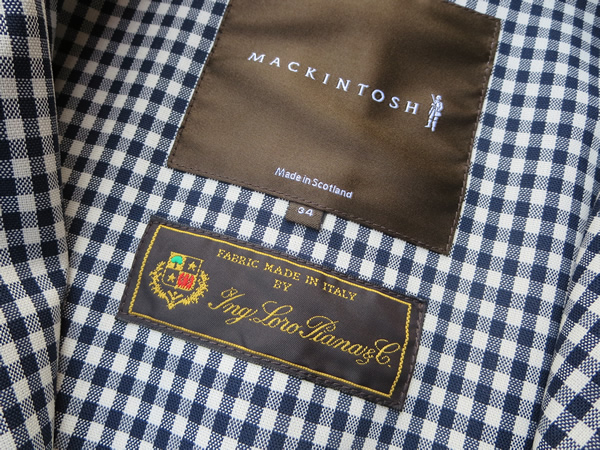 MACKINTOSH
Made in Scotland
34
FABRIC MADE IN ITALY
BY
Ing. Loro Piana & C.